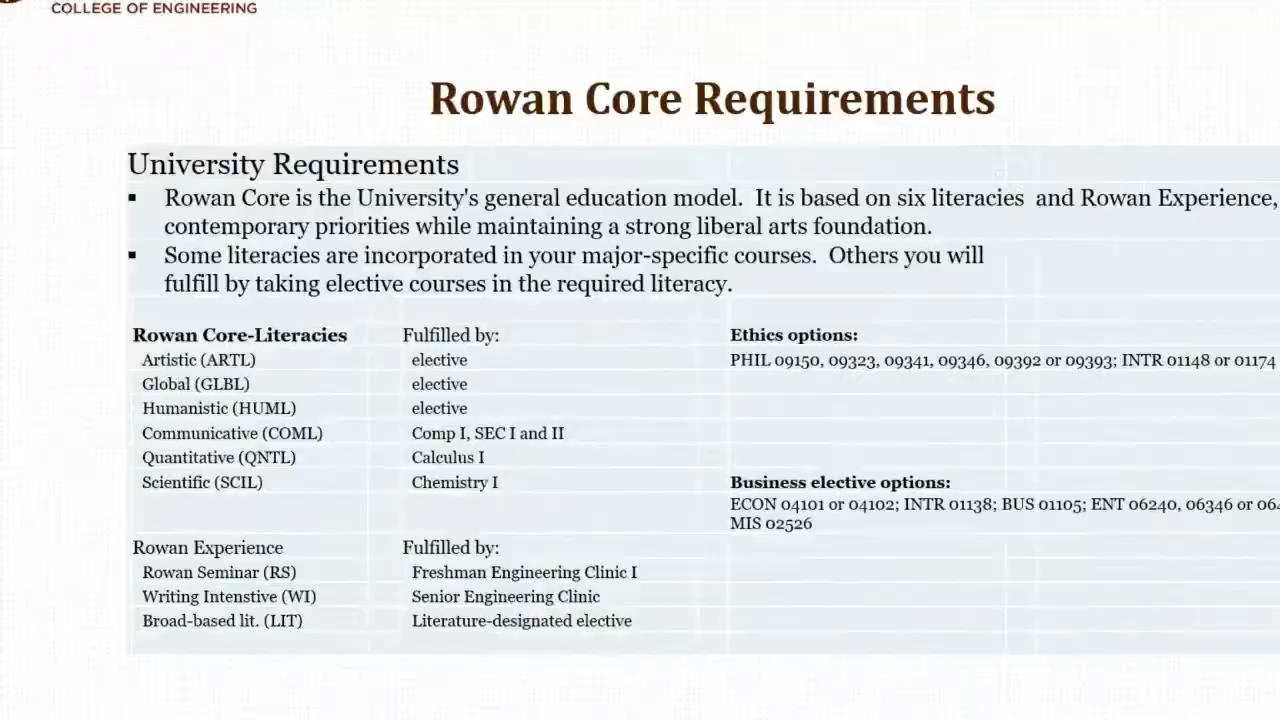 COLLEGE OF ENGINEERING
Rowan Core Requirements
University Requirements
▪ Rowan Core is the University's general education model. It is based on six literacies and Rowan Experience,
contemporary priorities while maintaining a strong liberal arts foundation.
▪ Some literacies are incorporated in your major-specific courses. Others you will
fulfill by taking elective courses in the required literacy.
Rowan Core-Literacies Fulfilled by: Ethics options:
Artistic (ARTL) elective PHIL 09150, 09323, 09341, 09346, 09392 or 09393; INTR 01148 or 01174
Global (GLBL) elective
Humanistic (HUML) elective
Communicative (COML) Comp I, SEC I and II
Quantitative (QNTL) Calculus I
Scientific (SCIL) Chemistry I Business elective options:
ECON 04101 or 04102; INTR 01138; BUS 01105; ENT 06240, 06346 or
MIS 02526
Rowan Experience Fulfilled by:
Rowan Seminar (RS) Freshman Engineering Clinic I
Writing Intenstive (WI) Senior Engineering Clinic
Broad-based lit. (LIT) Literature-designated elective